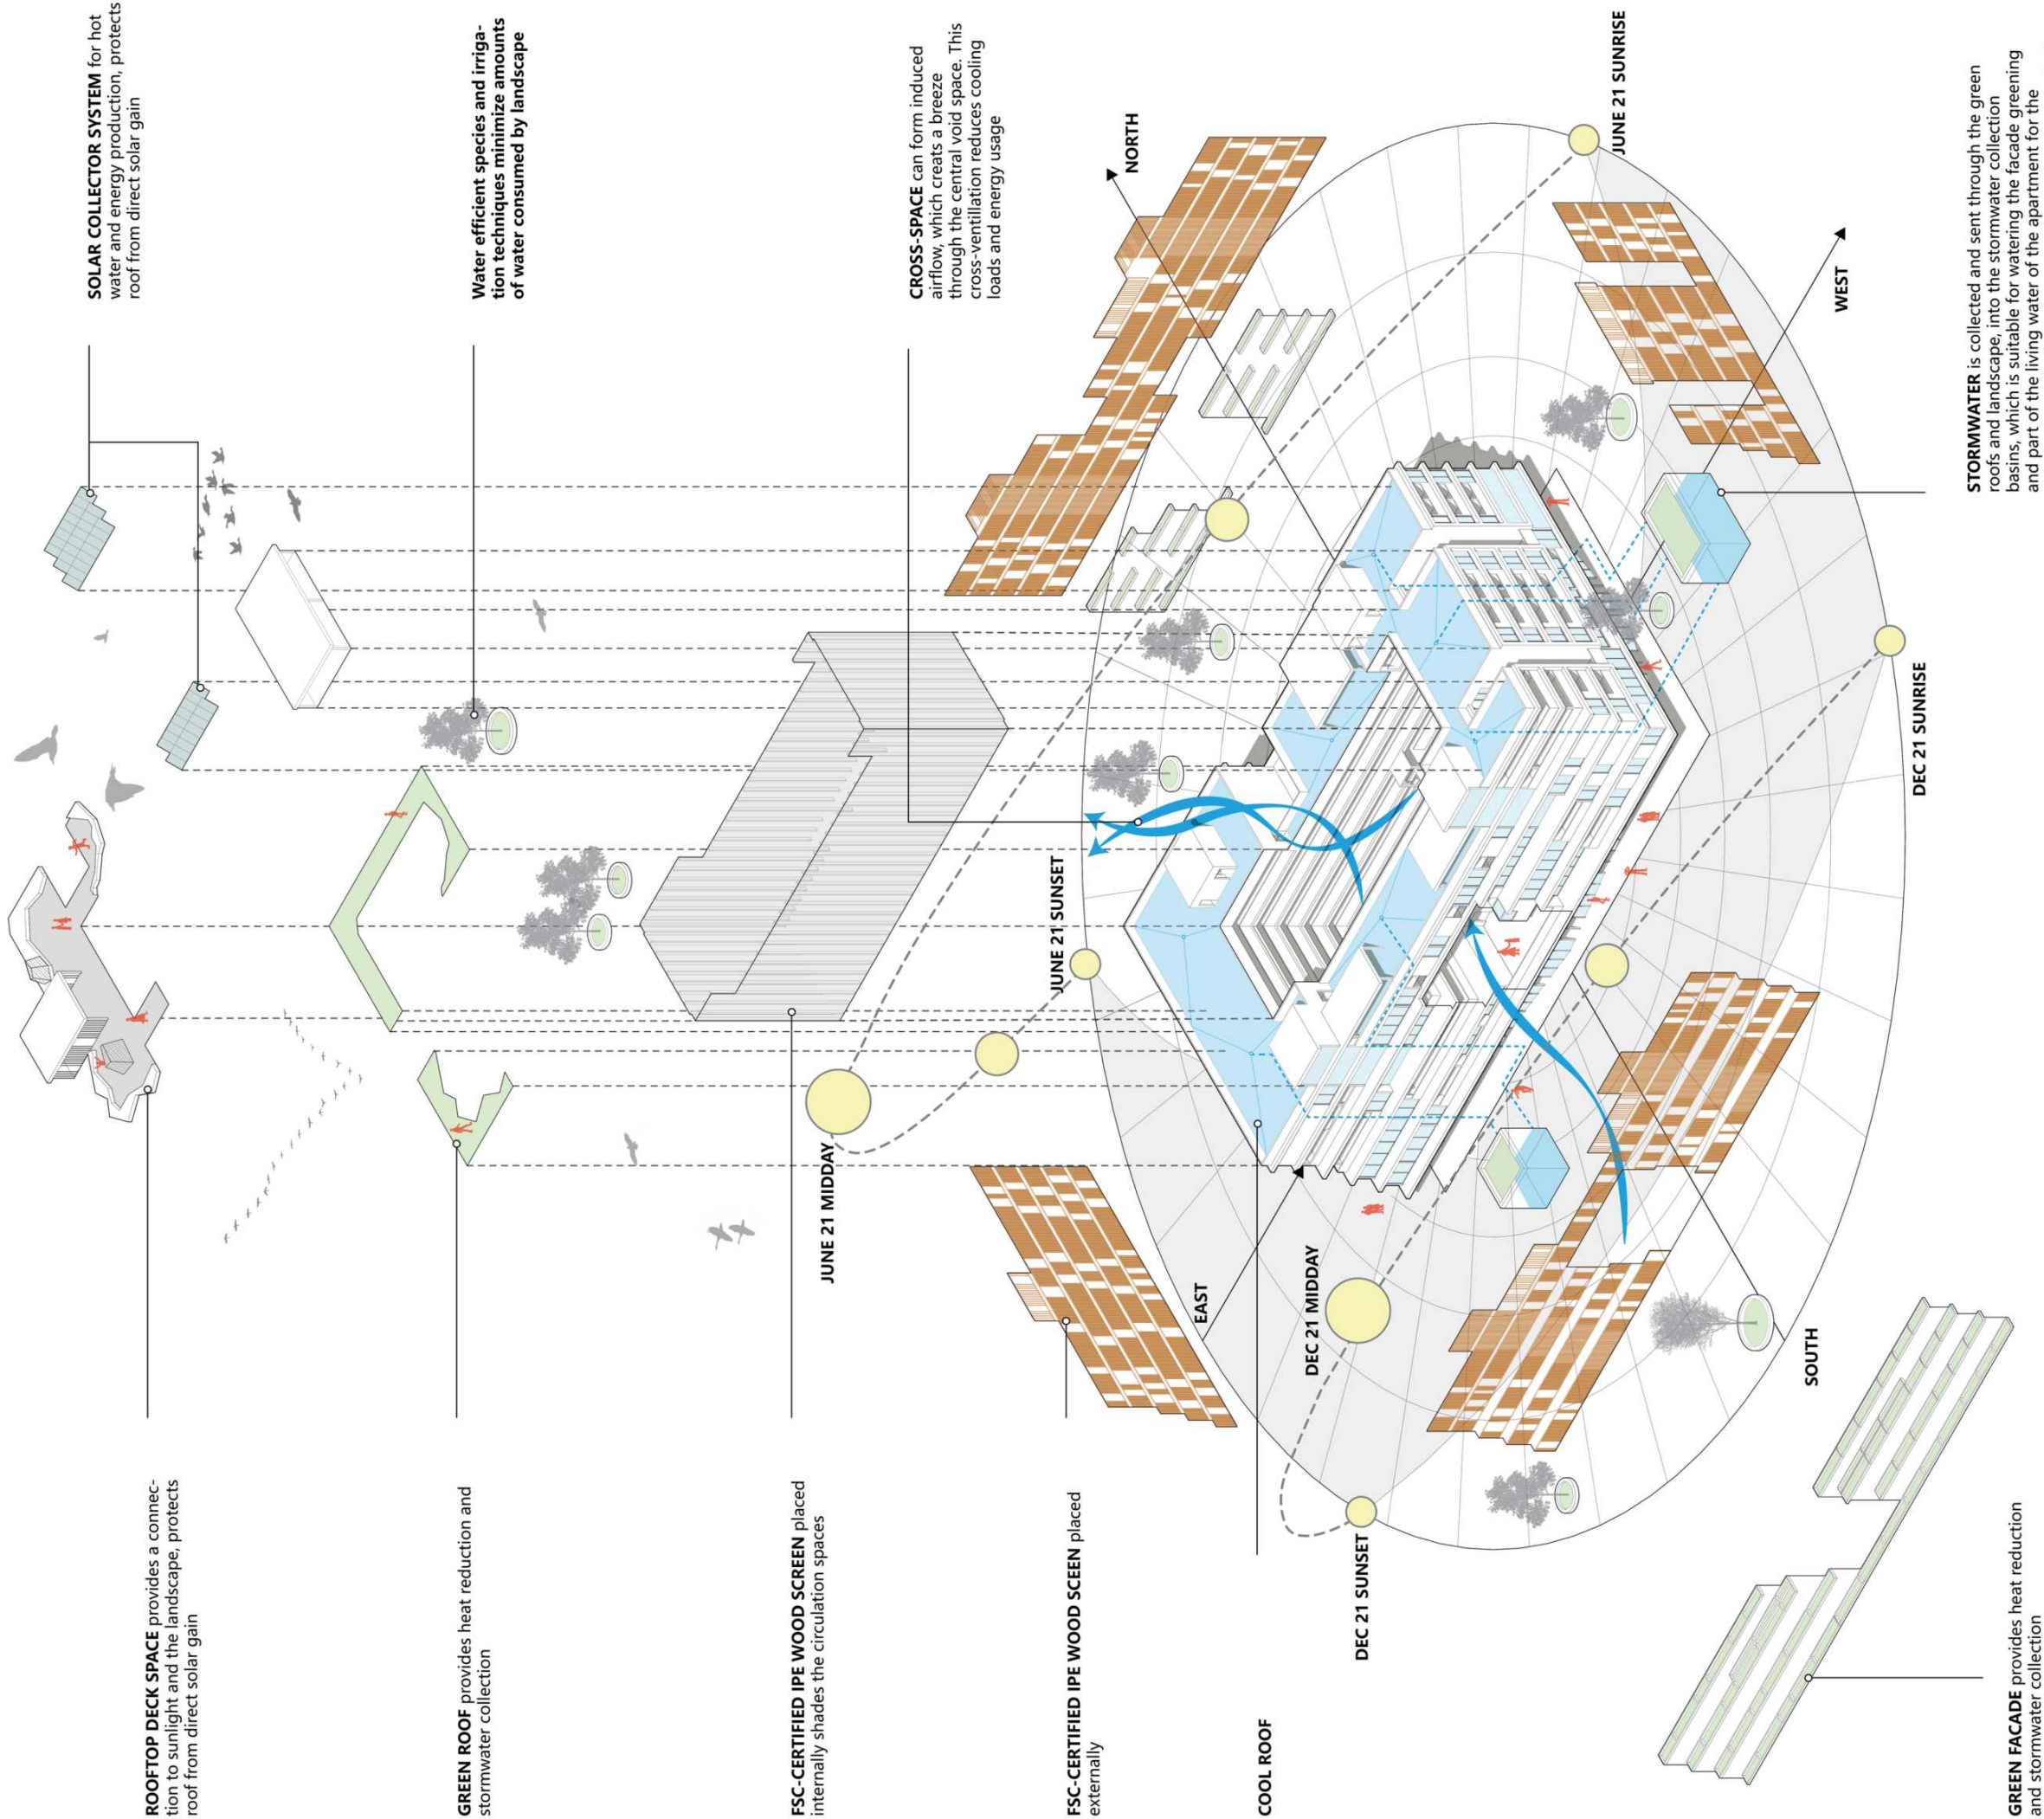 ROOFTOP DECK SPACE provides a connec-
tion to sunlight and the landscape, protects
roof from direct solar gain
SOLAR COLLECTOR SYSTEM for hot
water and energy production, protects
roof from direct solar gain
GREEN ROOF provides heat reduction and
stormwater collection
Water efficient species and irriga-
tion techniques minimize amounts
of water consumed by landscape
FSC-CERTIFIED IPE WOOD SCREEN placed
internally shades the circulation spaces
JUNE 21 MIDDAY
CROSS-SPACE can form induced
airflow, which creats a breeze
through the central void space. This
cross-ventillation reduces cooling
loads and energy usage
FSC-CERTIFIED IPE WOOD SCEEN placed
externally
JUNE 21 SUNSET
NORTH
EAST
COOL ROOF
DEC 21 MIDDAY
DEC 21 SUNSET
JUNE 21 SUNRISE
SOUTH
WEST
DEC 21 SUNRISE
STORMWATER is collected and sent through the green
roofs and landscape, into the stormwater collection
basins, which is suitable for watering the facade greening
and part of the living water of the apartment for the
GREEN FACADE provides heat reduction
and stormwater collection